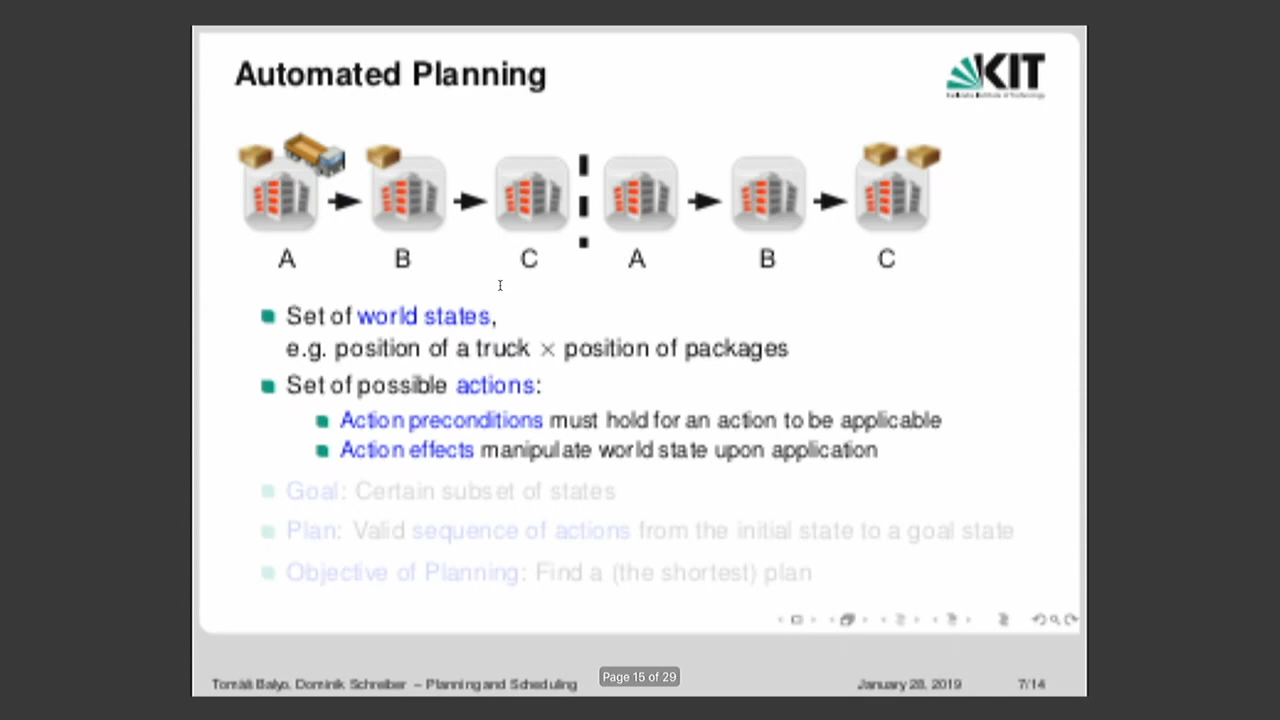 Automated Planning
KIT
A B C A B C
Set of world states,
e.g. position of a truck × position of packages
Set of possible actions:
Action preconditions must hold for an action to be applicable
Action effects manipulate world state upon application
Goal: Certain subset of states
Plan: Valid sequence of actions from the initial state to a goal state
Objective of Planning: Find a (the shortest) plan
Tomáš Balyo, Dominik Schreiber – Planning and Scheduling
Page 15 of 29
January 28, 2019
7/14